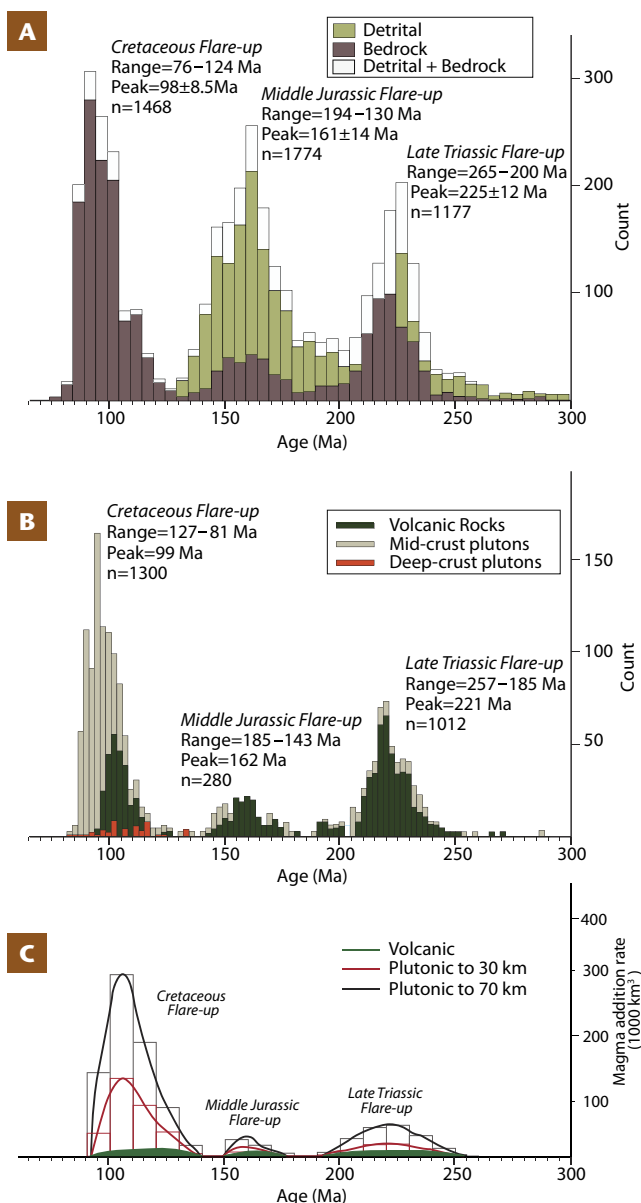 A
Detrital
Bedrock
Detrital + Bedrock
Cretaceous Flare-up
Range=76–124 Ma
Peak=98±8.5Ma
n=1468
Middle Jurassic Flare-up
Range=194–130 Ma
Peak=161±14 Ma
n=1774
Late Triassic Flare-up
Range=265–200 Ma
Peak=225±12 Ma
n=1177
300
200
100
Count
100 150 200 250 300
Age (Ma)
B
Cretaceous Flare-up
Range=127–81 Ma
Peak=99 Ma
n=1300
Volcanic Rocks
Mid-crust plutons
Deep-crust plutons
Middle Jurassic Flare-up
Range=185–143 Ma
Peak=162 Ma
n=280
Late Triassic Flare-up
Range=257–185 Ma
Peak=221 Ma
n=1012
150
100
50
Count
100 150 200 250 300
Age (Ma)
C
Volcanic
Plutonic to 30 km
Plutonic to 70 km
Cretaceous
Flare-up
Middle Jurassic
Flare-up
Late Triassic
Flare-up
400
300
200
100
Magma addition rate
(1000 km³)
100 150 200 250 300
Age (Ma)